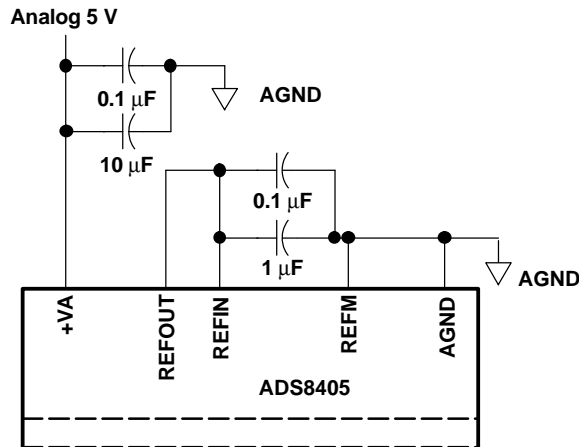 Analog 5 V
0.1 μF
AGND
10 μF
0.1 μF
1 μF
AGND
+VA
REFOUT
REFIN
REFM
AGND
ADS8405